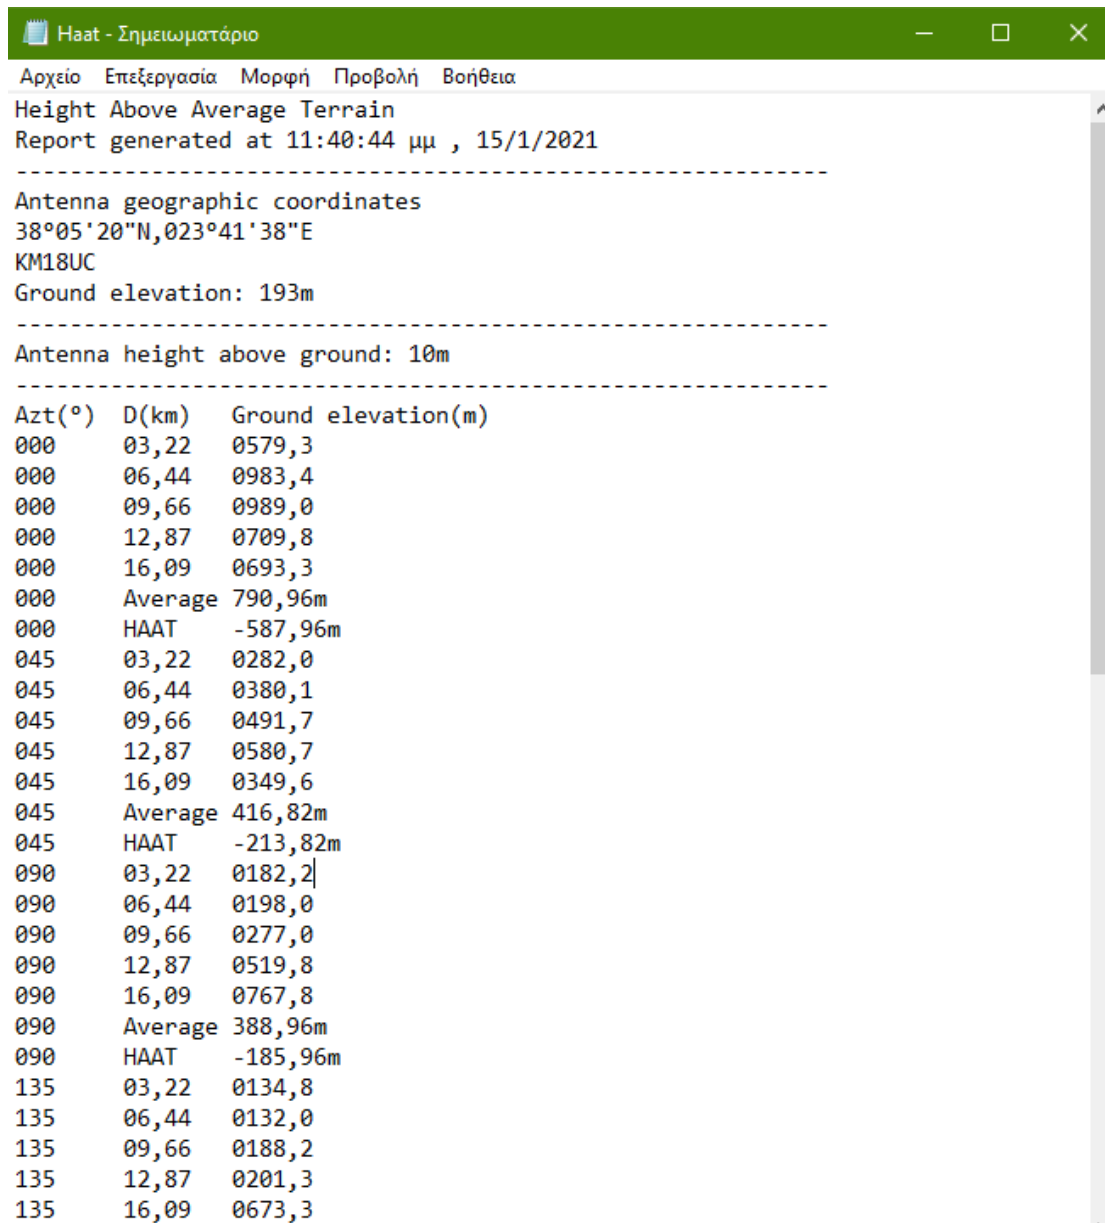 Haat - Σημειωματάριο
Αρχείο Επεξεργασία Μορφή Προβολή Βοήθεια
Height Above Average Terrain
Report generated at 11:40:44 μμ , 15/1/2021
------------------------------------------------------------
Antenna geographic coordinates
38°05'20"N,023°41'38"E
KM18UC
Ground elevation: 193m
------------------------------------------------------------
Antenna height above ground: 10m
------------------------------------------------------------
Azt(°) D(km) Ground elevation(m)
000 03,22 0579,3
000 06,44 0983,4
000 09,66 0989,0
000 12,87 0709,8
000 16,09 0693,3
000 Average 790,96m
000 HAAT -587,96m
045 03,22 0282,0
045 06,44 0380,1
045 09,66 0491,7
045 12,87 0580,7
045 16,09 0349,6
045 Average 416,82m
045 HAAT -213,82m
090 03,22 0182,2
090 06,44 0198,0
090 09,66 0277,0
090 12,87 0519,8
090 16,09 0767,8
090 Average 388,96m
090 HAAT -185,96m
135 03,22 0134,8
135 06,44 0132,0
135 09,66 0188,2
135 12,87 0201,3
135 16,09 0673,3